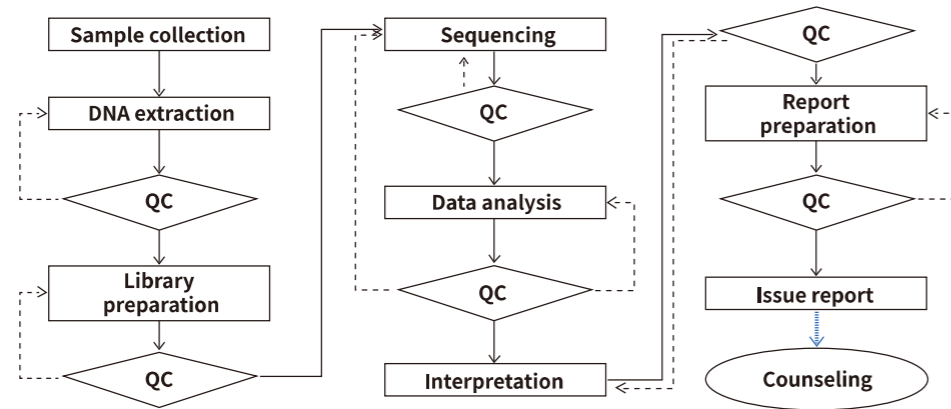 Sample collection
DNA extraction
QC
Library
preparation
QC
Sequencing
QC
Data analysis
QC
Interpretation
QC
Report
preparation
QC
Issue report
Counseling